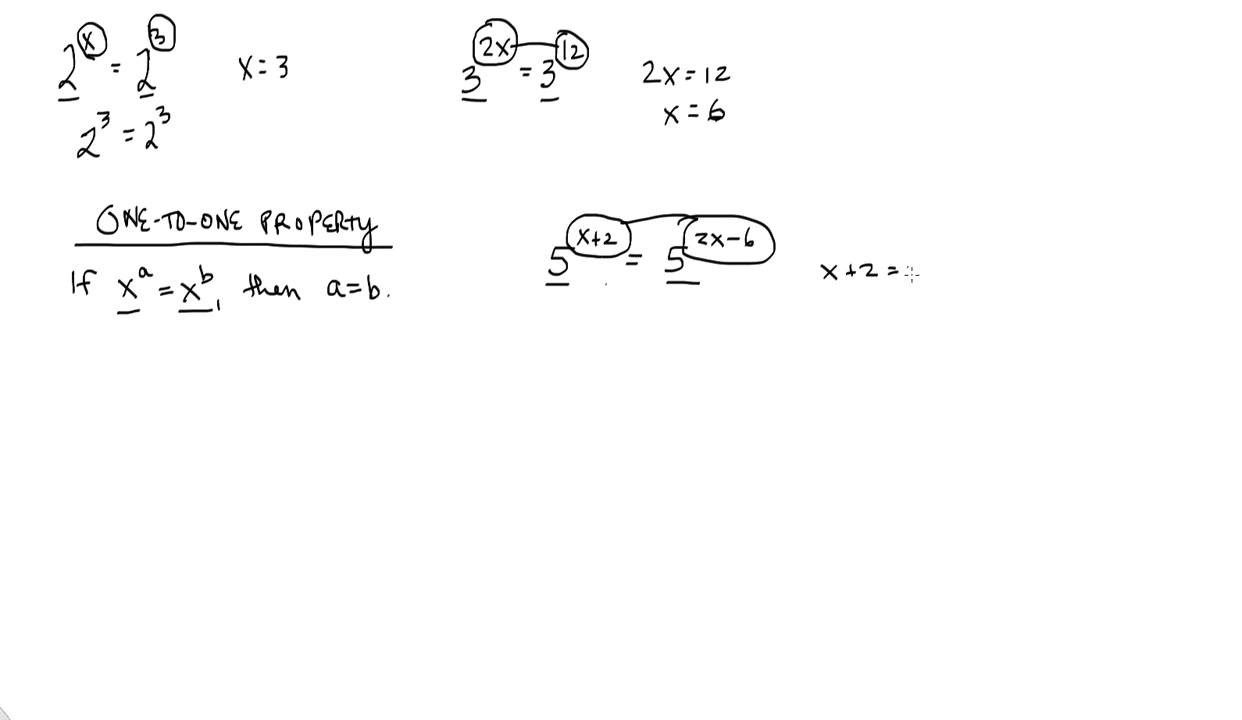 2^x = 2^3 x = 3
2^3 = 2^3
3^2x = 3^12 2x = 12
x = 6
ONE-TO-ONE PROPERTY
If x^a = x^b, then a = b.
5^x+2 = 5^2x-6 x + 2 =